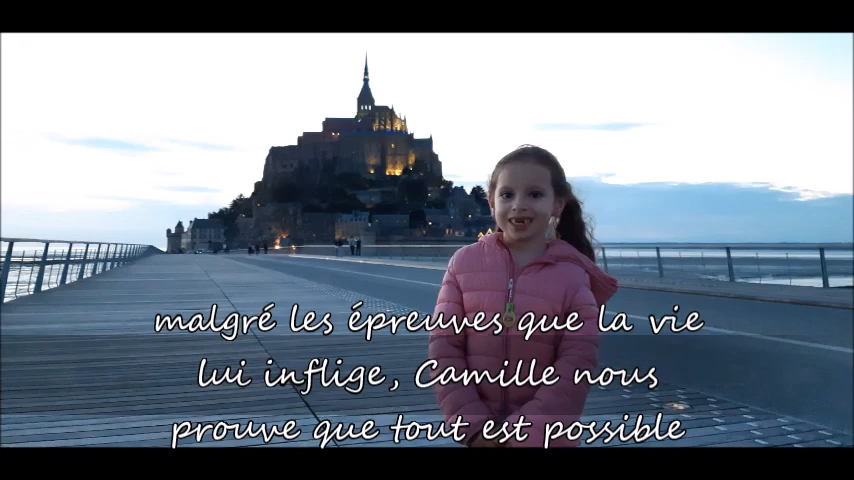 malgré les épreuves que la vie
lui inflige, Camille nous
prouve que tout est possible